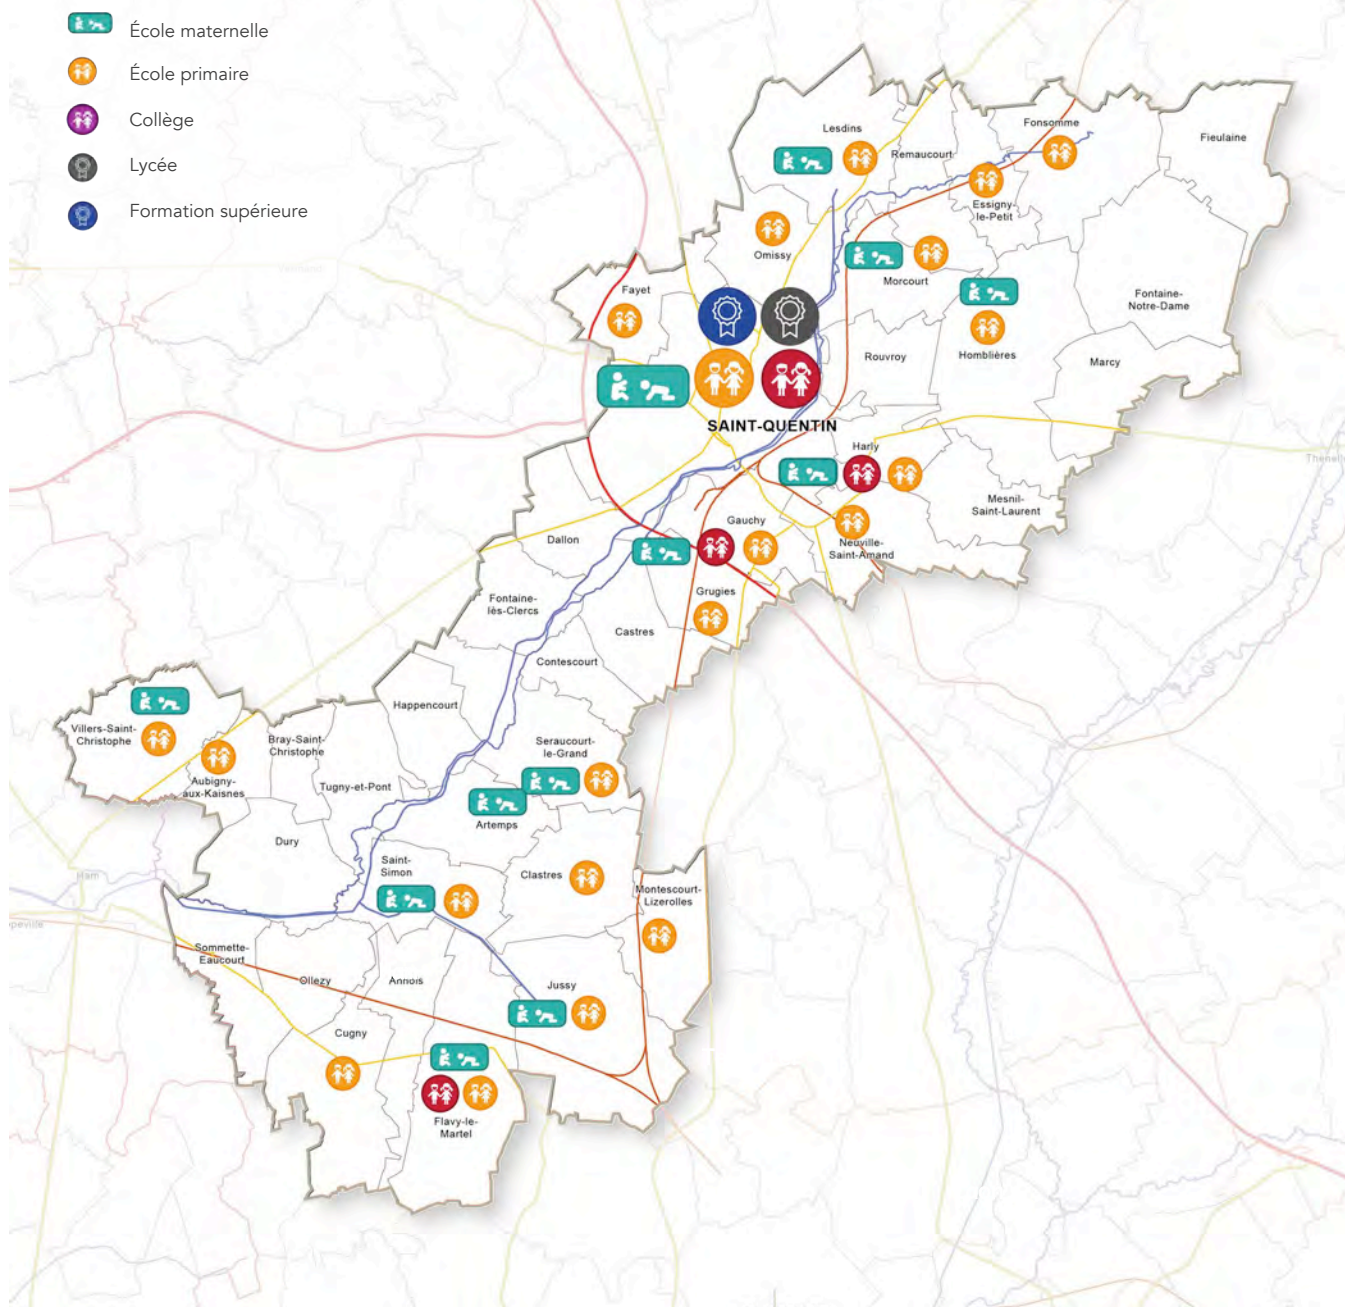 École maternelle
École primaire
Collège
Lycée
Formation supérieure
Lesdins
Remaucourt
Fonsomme
Fieulaine
Essigny-
le-Petit
Omissy
Morcourt
Fayet
Fontaine-
Notre-Dame
Homblières
Rouvroy
Marcy
SAINT-QUENTIN
Harly
Mesnil-
Saint-Laurent
Gauchy
Neuville-
Saint-Amand
Dallon
Grugies
Fontaine-
lès-Clercs
Castres
Contescourt
Happencourt
Villers-Saint-
Christophe
Bray-Saint-
Christophe
Seraucourt-
le-Grand
Aubigny-
aux-Kaisnes
Tugny-et-Pont
Artemps
Dury
Saint-
Simon
Clastres
Ham
Montescourt-
Lizerolles
Sommette-
Eaucourt
Ollezy
Annois
Jussy
Cugny
Flavy-le-
Martel